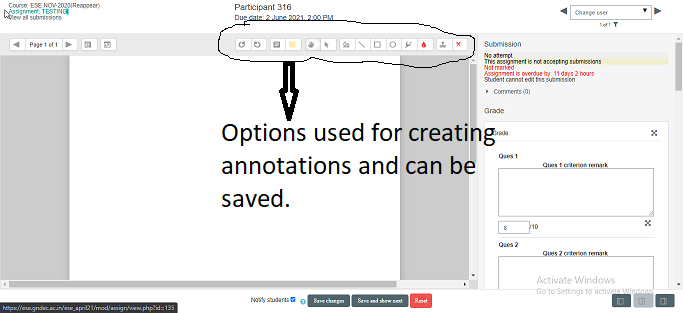 Course: ESE NOV-2020(Reappear)
Assignment: TESTING
View all submissions
Participant 316
Due date: 2 June 2021, 2:00 PM
Change user
1 of 1
Page 1 of 1
Options used for creating
annotations and can be
saved.
Submission
No attempt
This assignment is not accepting submissions
Not marked
Assignment is overdue by: 11 days 2 hours
Student cannot edit this submission
Comments (0)
Grade
Grade:
Ques 1
Ques 1 criterion remark
8 /10
Ques 2
Ques 2 criterion remark
Activate Windows
Go to Settings to activate Windows.
Notify students
Save changes
Save and show next
Reset
https://ese.gndec.ac.in/ese_april21/mod/assign/view.php?id=135